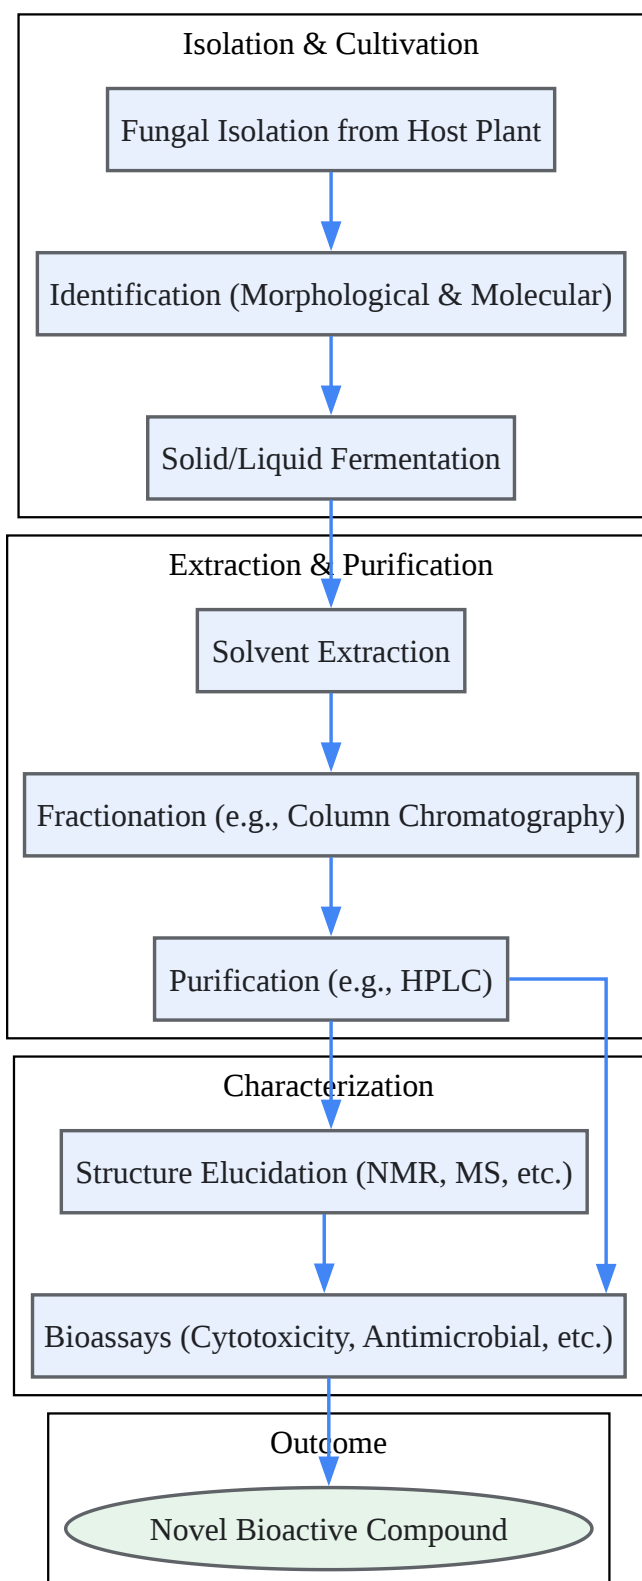 Isolation & Cultivation
Fungal Isolation from Host Plant
Identification (Morphological & Molecular)
Solid/Liquid Fermentation
Extraction & Purification
Solvent Extraction
Fractionation (e.g., Column Chromatography)
Purification (e.g., HPLC)
Characterization
Structure Elucidation (NMR, MS, etc.)
Bioassays (Cytotoxicity, Antimicrobial, etc.)
Outcome
Novel Bioactive Compound